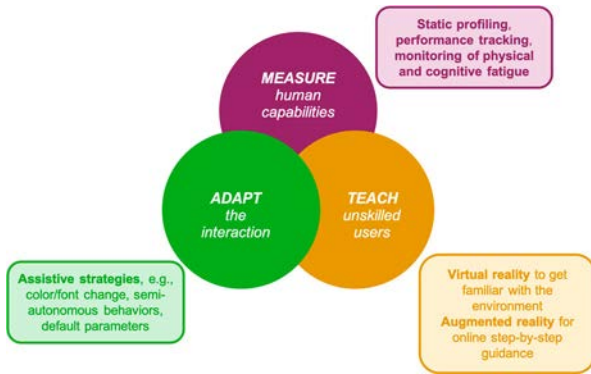 Static profiling,
performance tracking,
monitoring of physical
and cognitive fatigue
MEASURE
human
capabilities
ADAPT
the
interaction
TEACH
unskilled
users
Assistive strategies, e.g.,
color/font change, semi-
autonomous behaviors,
default parameters
Virtual reality to get
familiar with the
environment
Augmented reality for
online step-by-step
guidance